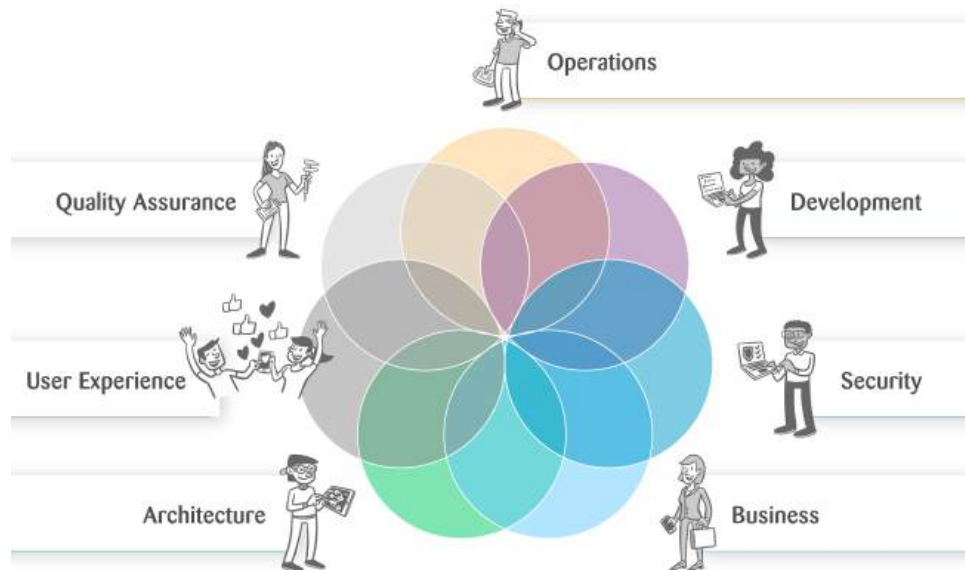 Operations
Quality Assurance
Development
User Experience
Security
Architecture
Business